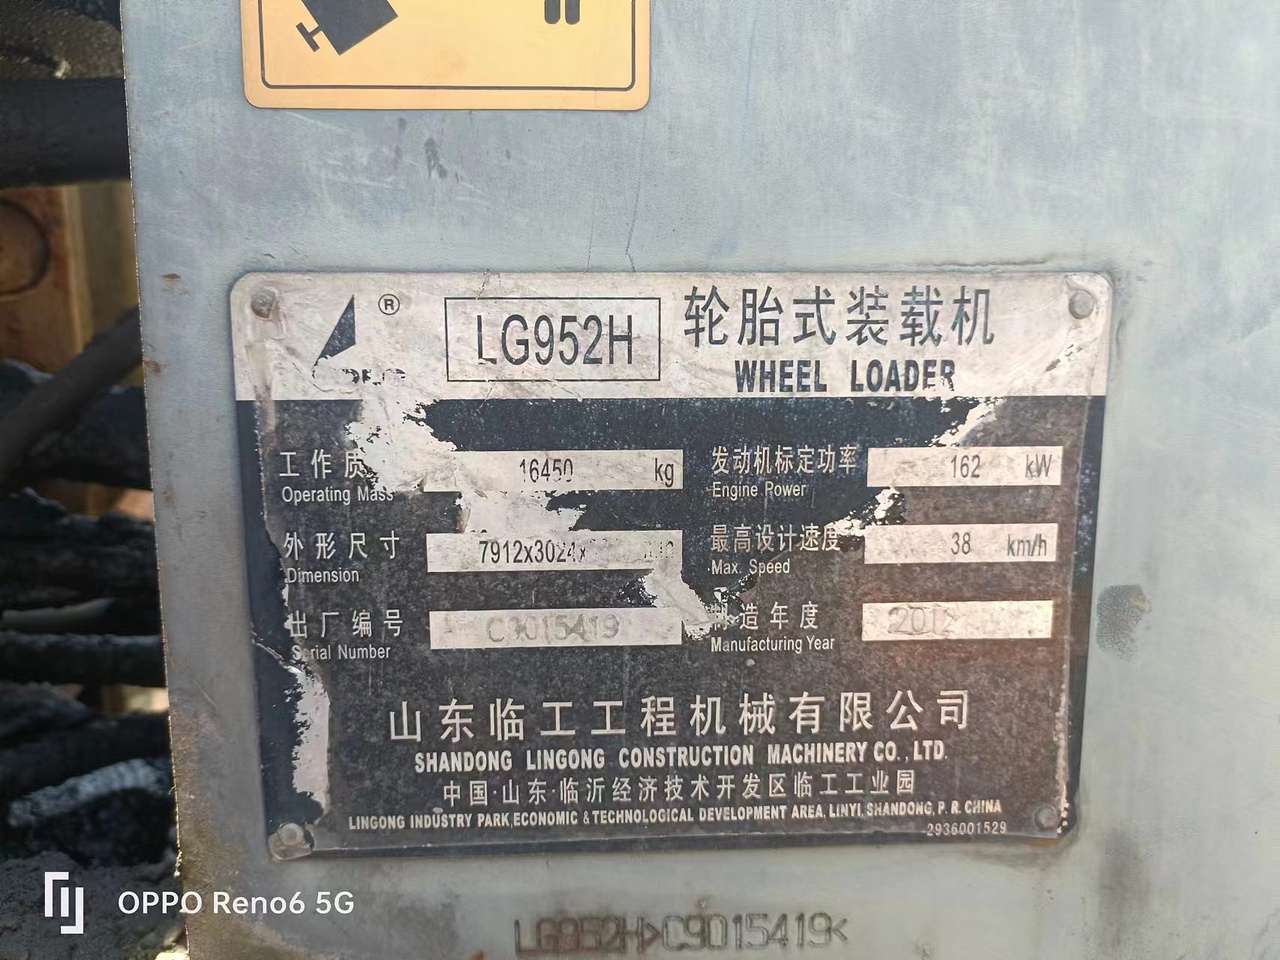 ®
LG952H
轮胎式装载机
WHEEL LOADER
工作质
Operating Mass
16450 kg
发动机标定功率
Engine Power
162 kW
外形尺寸
Dimension
7912x3024x
最高设计速度
Max. Speed
38 km/h
出厂编号
Serial Number
C9015419
制造年度
Manufacturing Year
2012
山东临工工程机械有限公司
SHANDONG LINGONG CONSTRUCTION MACHINERY CO., LTD.
中国·山东·临沂经济技术开发区临工工业园
LINGONG INDUSTRY PARK,ECONOMIC & TECHNOLOGICAL DEVELOPMENT AREA, LINYI, SHANDONG, P. R. CHINA
2936001529
LG952H>C9015419<
OPPO Reno6 5G